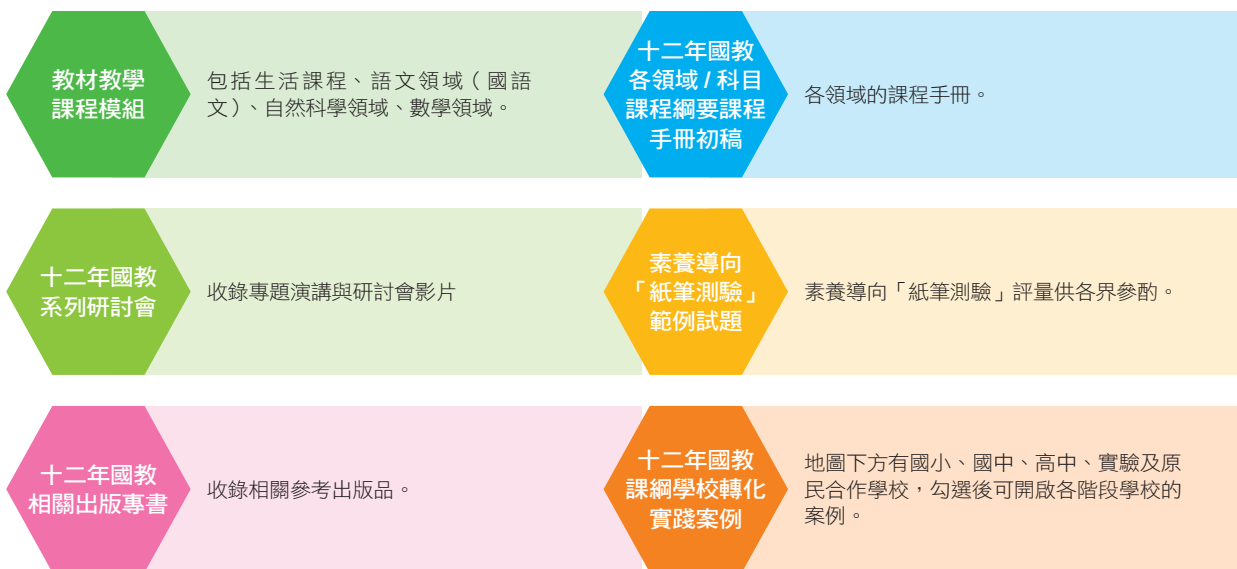 教材教學
課程模組
包括生活課程、語文領域（國語
文）、自然科學領域、數學領域。
十二年國教
各領域 / 科目
課程綱要課程
手冊初稿
各領域的課程手冊。
十二年國教
系列研討會
收錄專題演講與研討會影片
素養導向
「紙筆測驗」
範例試題
素養導向「紙筆測驗」評量供各界參酌。
十二年國教
相關出版專書
收錄相關參考出版品。
十二年國教
課綱學校轉化
實踐案例
地圖下方有國小、國中、高中、實驗及原
民合作學校，勾選後可開啟各階段學校的
案例。